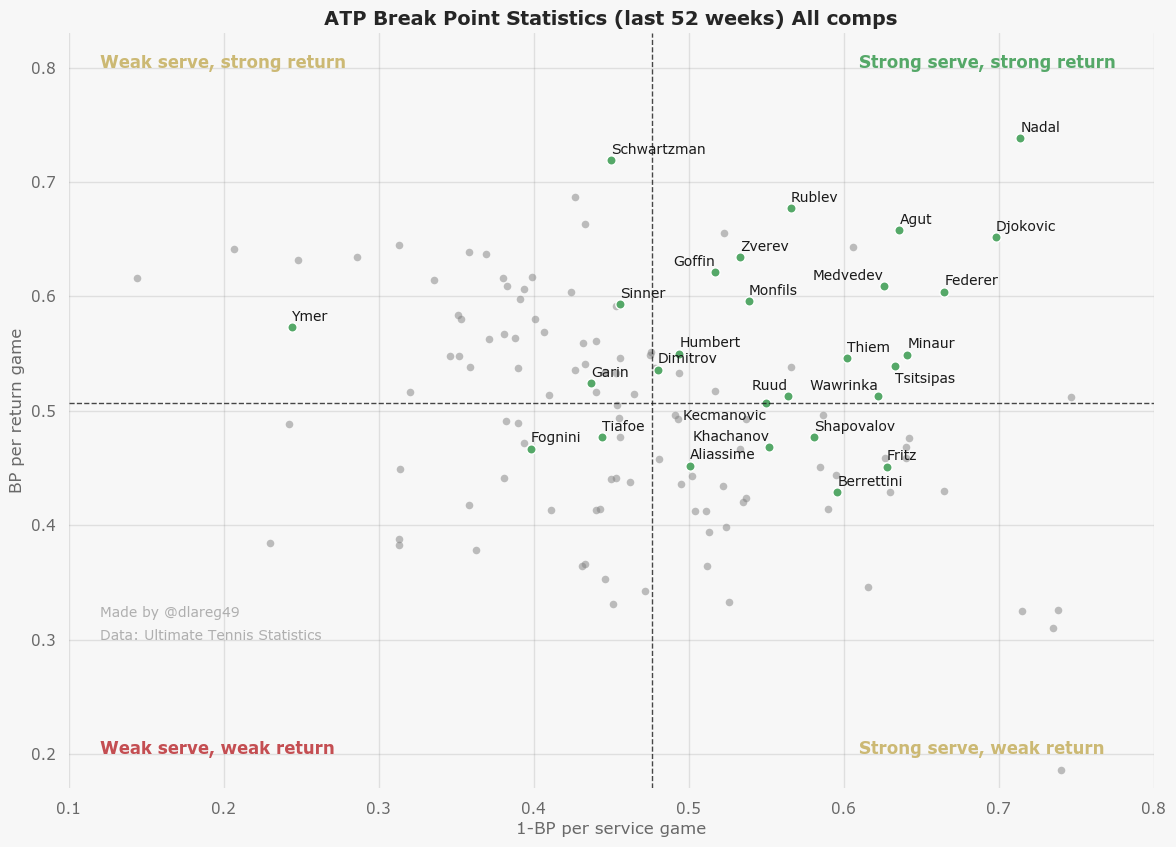 ATP Break Point Statistics (last 52 weeks) All comps
Weak serve, strong return
Strong serve, strong return
0.8
Nadal
Schwartzman
0.7
Rublev
Agut
Djokovic
Zverev
Goffin
Medvedev
Federer
Sinner
Monfils
0.6
Ymer
Humbert
Thiem
Minaur
Dimitrov
Garin
Tsitsipas
Ruud
Wawrinka
0.5
Kecmanovic
Tiafoe
Shapovalov
Fognini
Khachanov
Aliassime
Fritz
Berrettini
BP per return game
0.4
Made by @dlareg49
Data: Ultimate Tennis Statistics
0.3
Weak serve, weak return
Strong serve, weak return
0.2
0.1 0.2 0.3 0.4 0.5 0.6 0.7 0.8
1-BP per service game